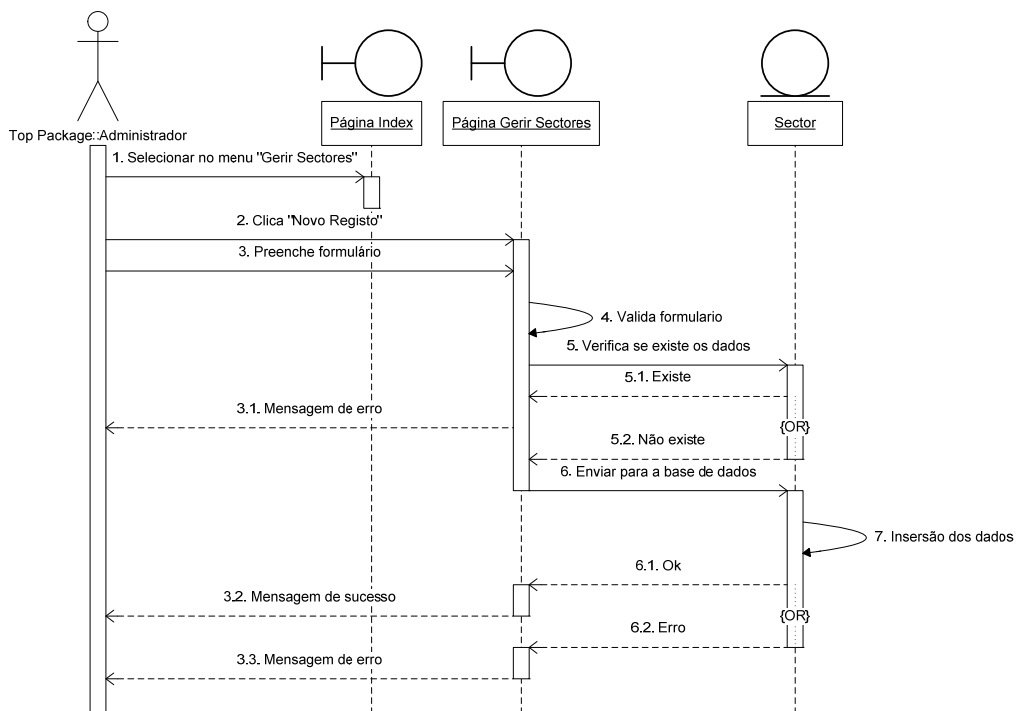 Top Package::Administrador
Página Index
Página Gerir Sectores
Sector
1. Selecionar no menu "Gerir Sectores"
2. Clica "Novo Registo"
3. Preenche formulário
4. Valida formulario
5. Verifica se existe os dados
5.1. Existe
3.1. Mensagem de erro
{OR}
5.2. Não existe
6. Enviar para a base de dados
7. Insersão dos dados
6.1. Ok
3.2. Mensagem de sucesso
{OR}
6.2. Erro
3.3. Mensagem de erro